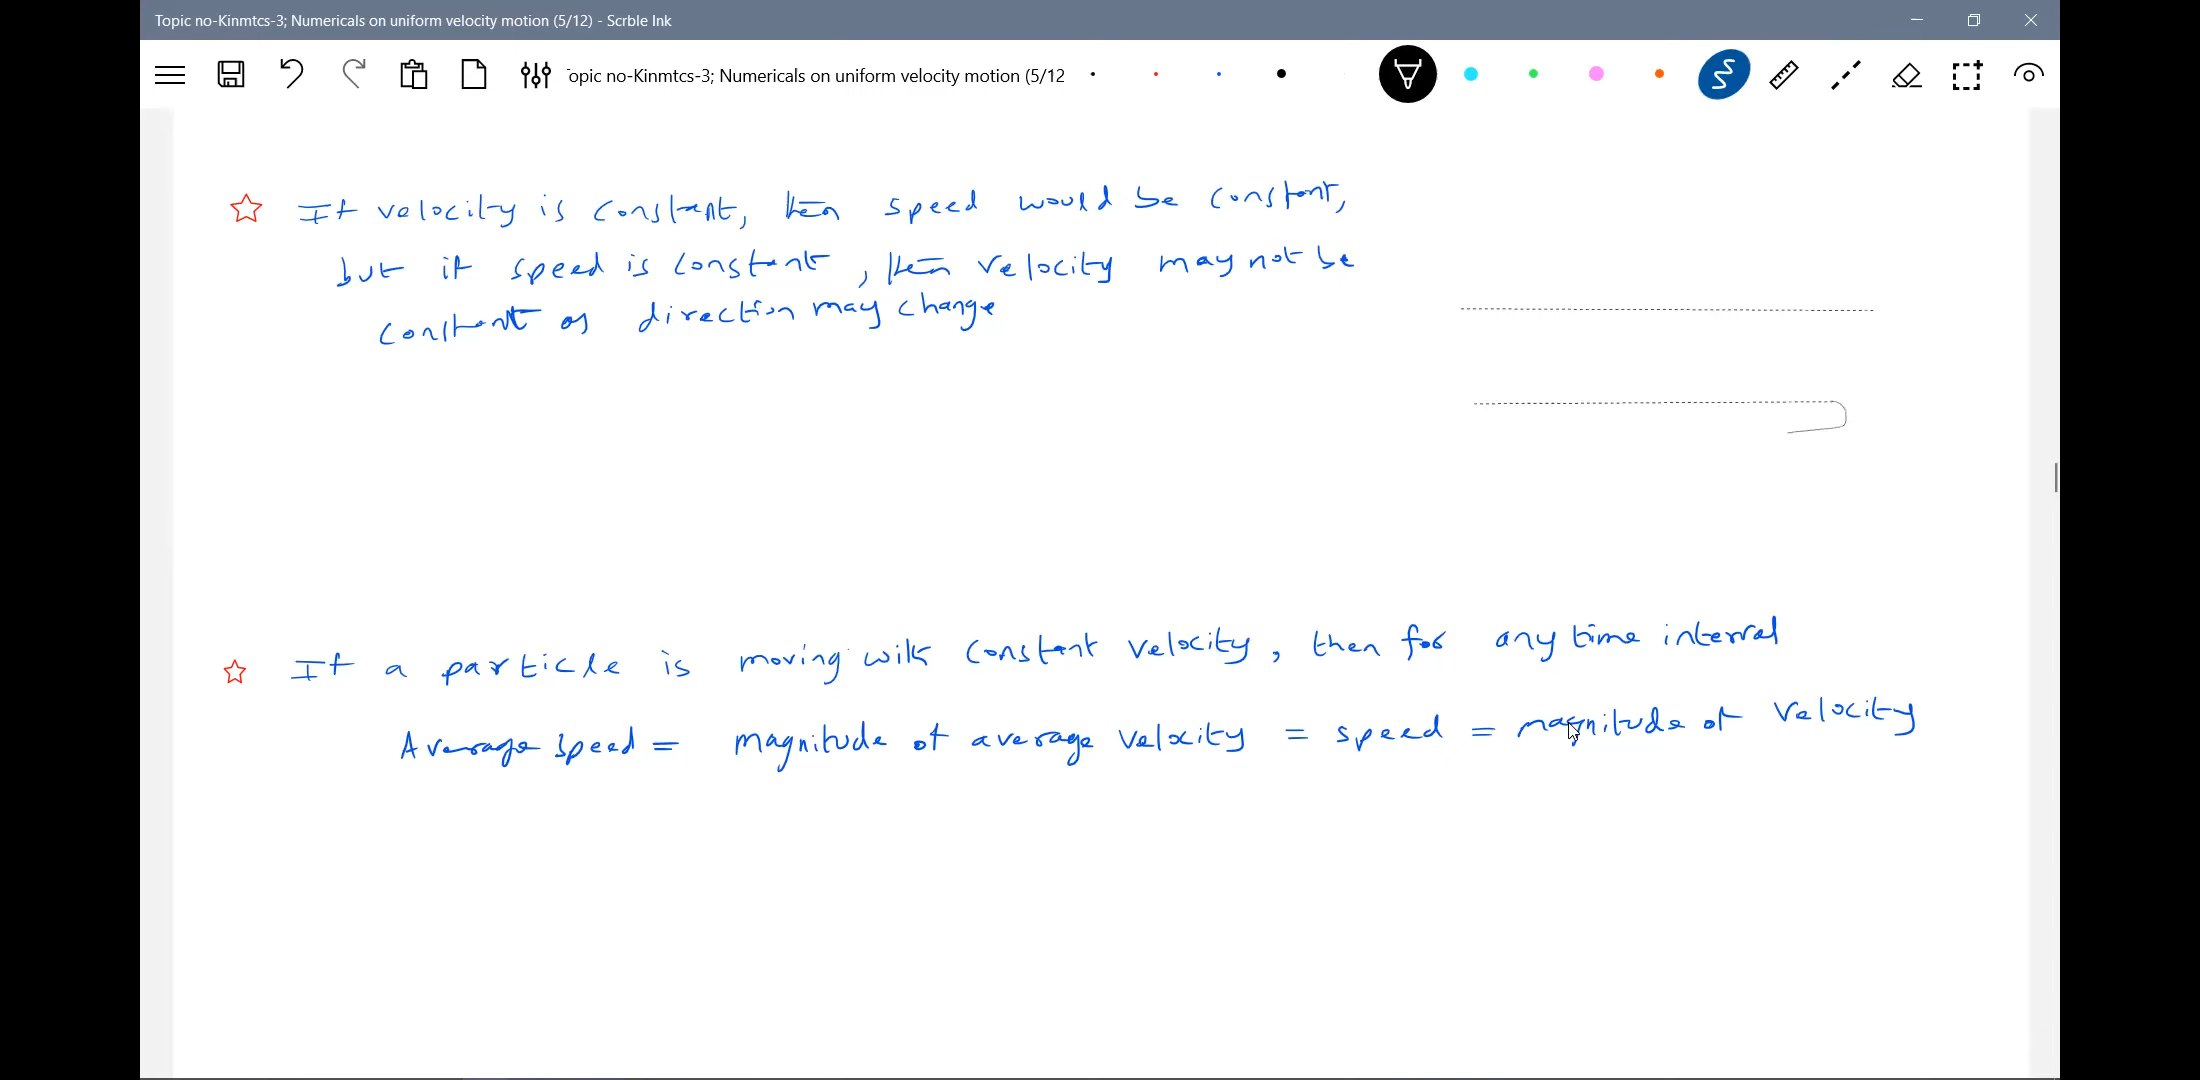 Topic no-Kinmtcs-3; Numericals on uniform velocity motion (5/12) - Scrble Ink
opic no-Kinmtcs-3; Numericals on uniform velocity motion (5/12
If velocity is constant, then speed would be constant,
but if speed is constant, then velocity may not be
constant as direction may change
If a particle is moving with constant velocity, then for any time interval
Average speed = magnitude of average velocity = speed = magnitude of velocity